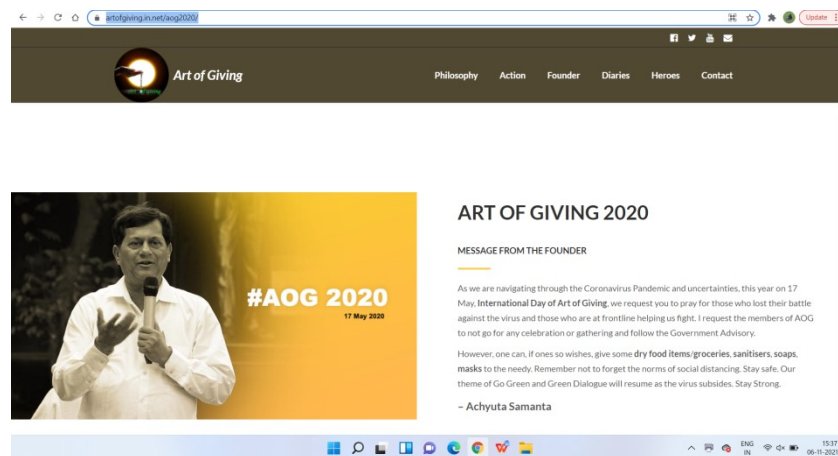 artofgiving.in.net/aog2020/
Update
Art of Giving
Philosophy Action Founder Diaries Heroes Contact
#AOG 2020
17 May 2020
ART OF GIVING 2020
MESSAGE FROM THE FOUNDER
As we are navigating through the Coronavirus Pandemic and uncertainties, this year on 17
May, International Day of Art of Giving, we request you to pray for those who lost their battle
against the virus and those who are at frontline helping us fight. I request the members of AOG
to not go for any celebration or gathering and follow the Government Advisory.
However, one can, if ones so wishes, give some dry food items/groceries, sanitisers, soaps,
masks to the needy. Remember not to forget the norms of social distancing. Stay safe. Our
theme of Go Green and Green Dialogue will resume as the virus subsides. Stay Strong.
– Achyuta Samanta
ENG
IN
15:37
06-11-2021